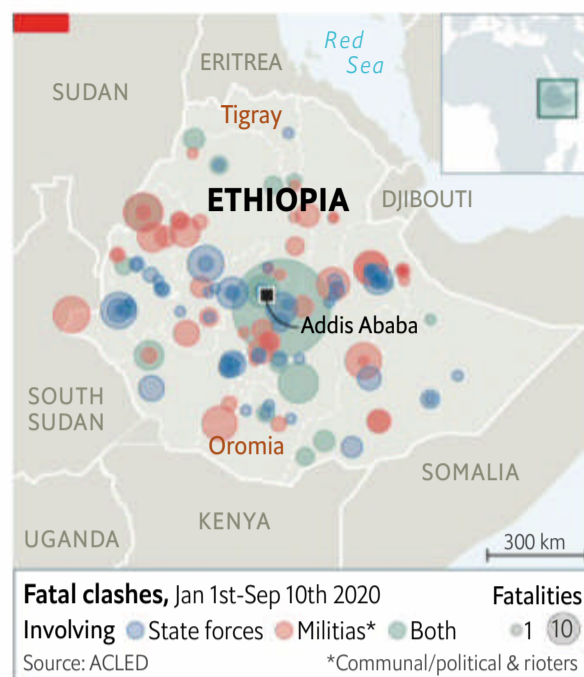 Red
Sea
ERITREA
SUDAN
Tigray
ETHIOPIA
DJIBOUTI
Addis Ababa
SOUTH
SUDAN
Oromia
SOMALIA
KENYA
UGANDA
300 km
Fatal clashes, Jan 1st-Sep 10th 2020
Fatalities
Involving State forces Militias* Both
1 10
Source: ACLED
*Communal/political & rioters